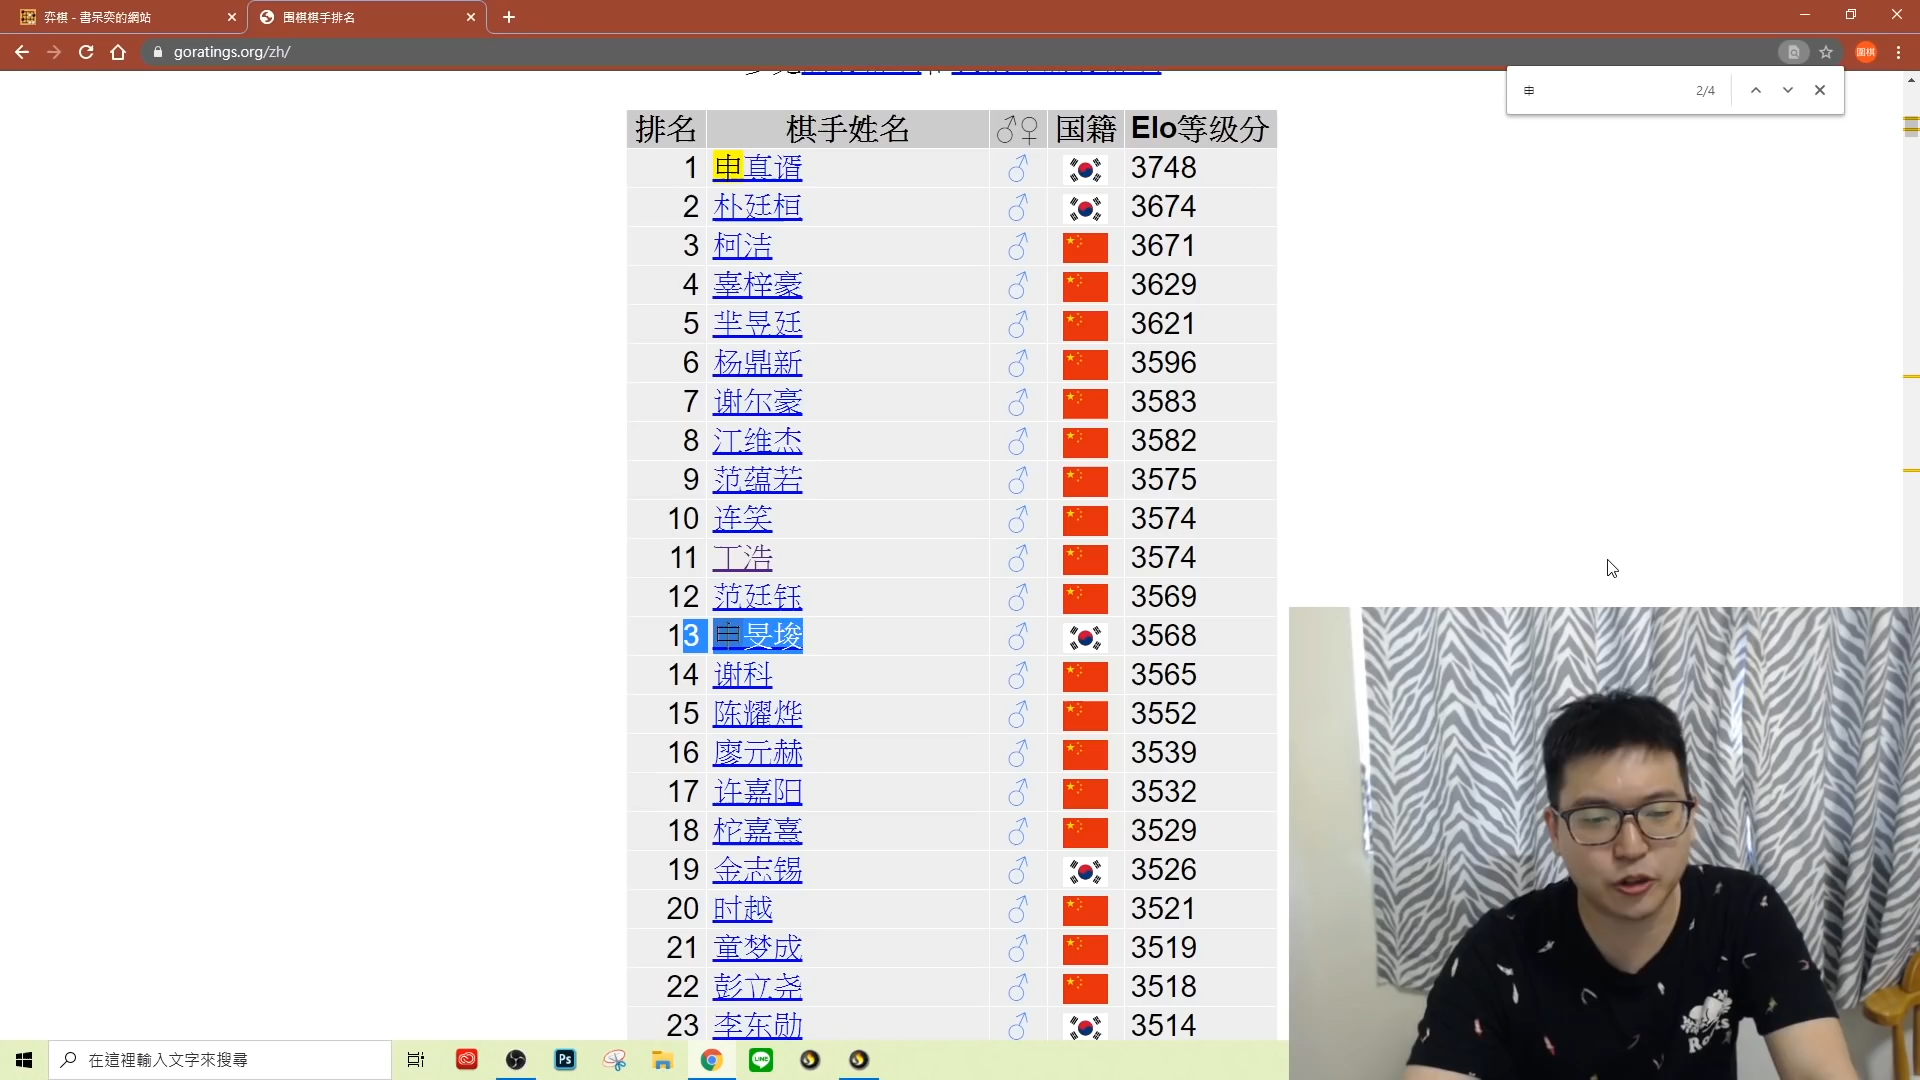 弈棋 - 書呆奕的網站
围棋棋手排名
goratings.org/zh/
圍棋
申 2/4
排名 棋手姓名 ♂♀ 国籍 Elo等级分
1 申真谞 ♂ 3748
2 朴廷桓 ♂ 3674
3 柯洁 ♂ 3671
4 辜梓豪 ♂ 3629
5 芈昱廷 ♂ 3621
6 杨鼎新 ♂ 3596
7 谢尔豪 ♂ 3583
8 江维杰 ♂ 3582
9 范蕴若 ♂ 3575
10 连笑 ♂ 3574
11 丁浩 ♂ 3574
12 范廷钰 ♂ 3569
13 申旻埈 ♂ 3568
14 谢科 ♂ 3565
15 陈耀烨 ♂ 3552
16 廖元赫 ♂ 3539
17 许嘉阳 ♂ 3532
18 柁嘉熹 ♂ 3529
19 金志锡 ♂ 3526
20 时越 ♂ 3521
21 童梦成 ♂ 3519
22 彭立尧 ♂ 3518
23 李东勋 ♂ 3514
在這裡輸入文字來搜尋
Ps
LINE